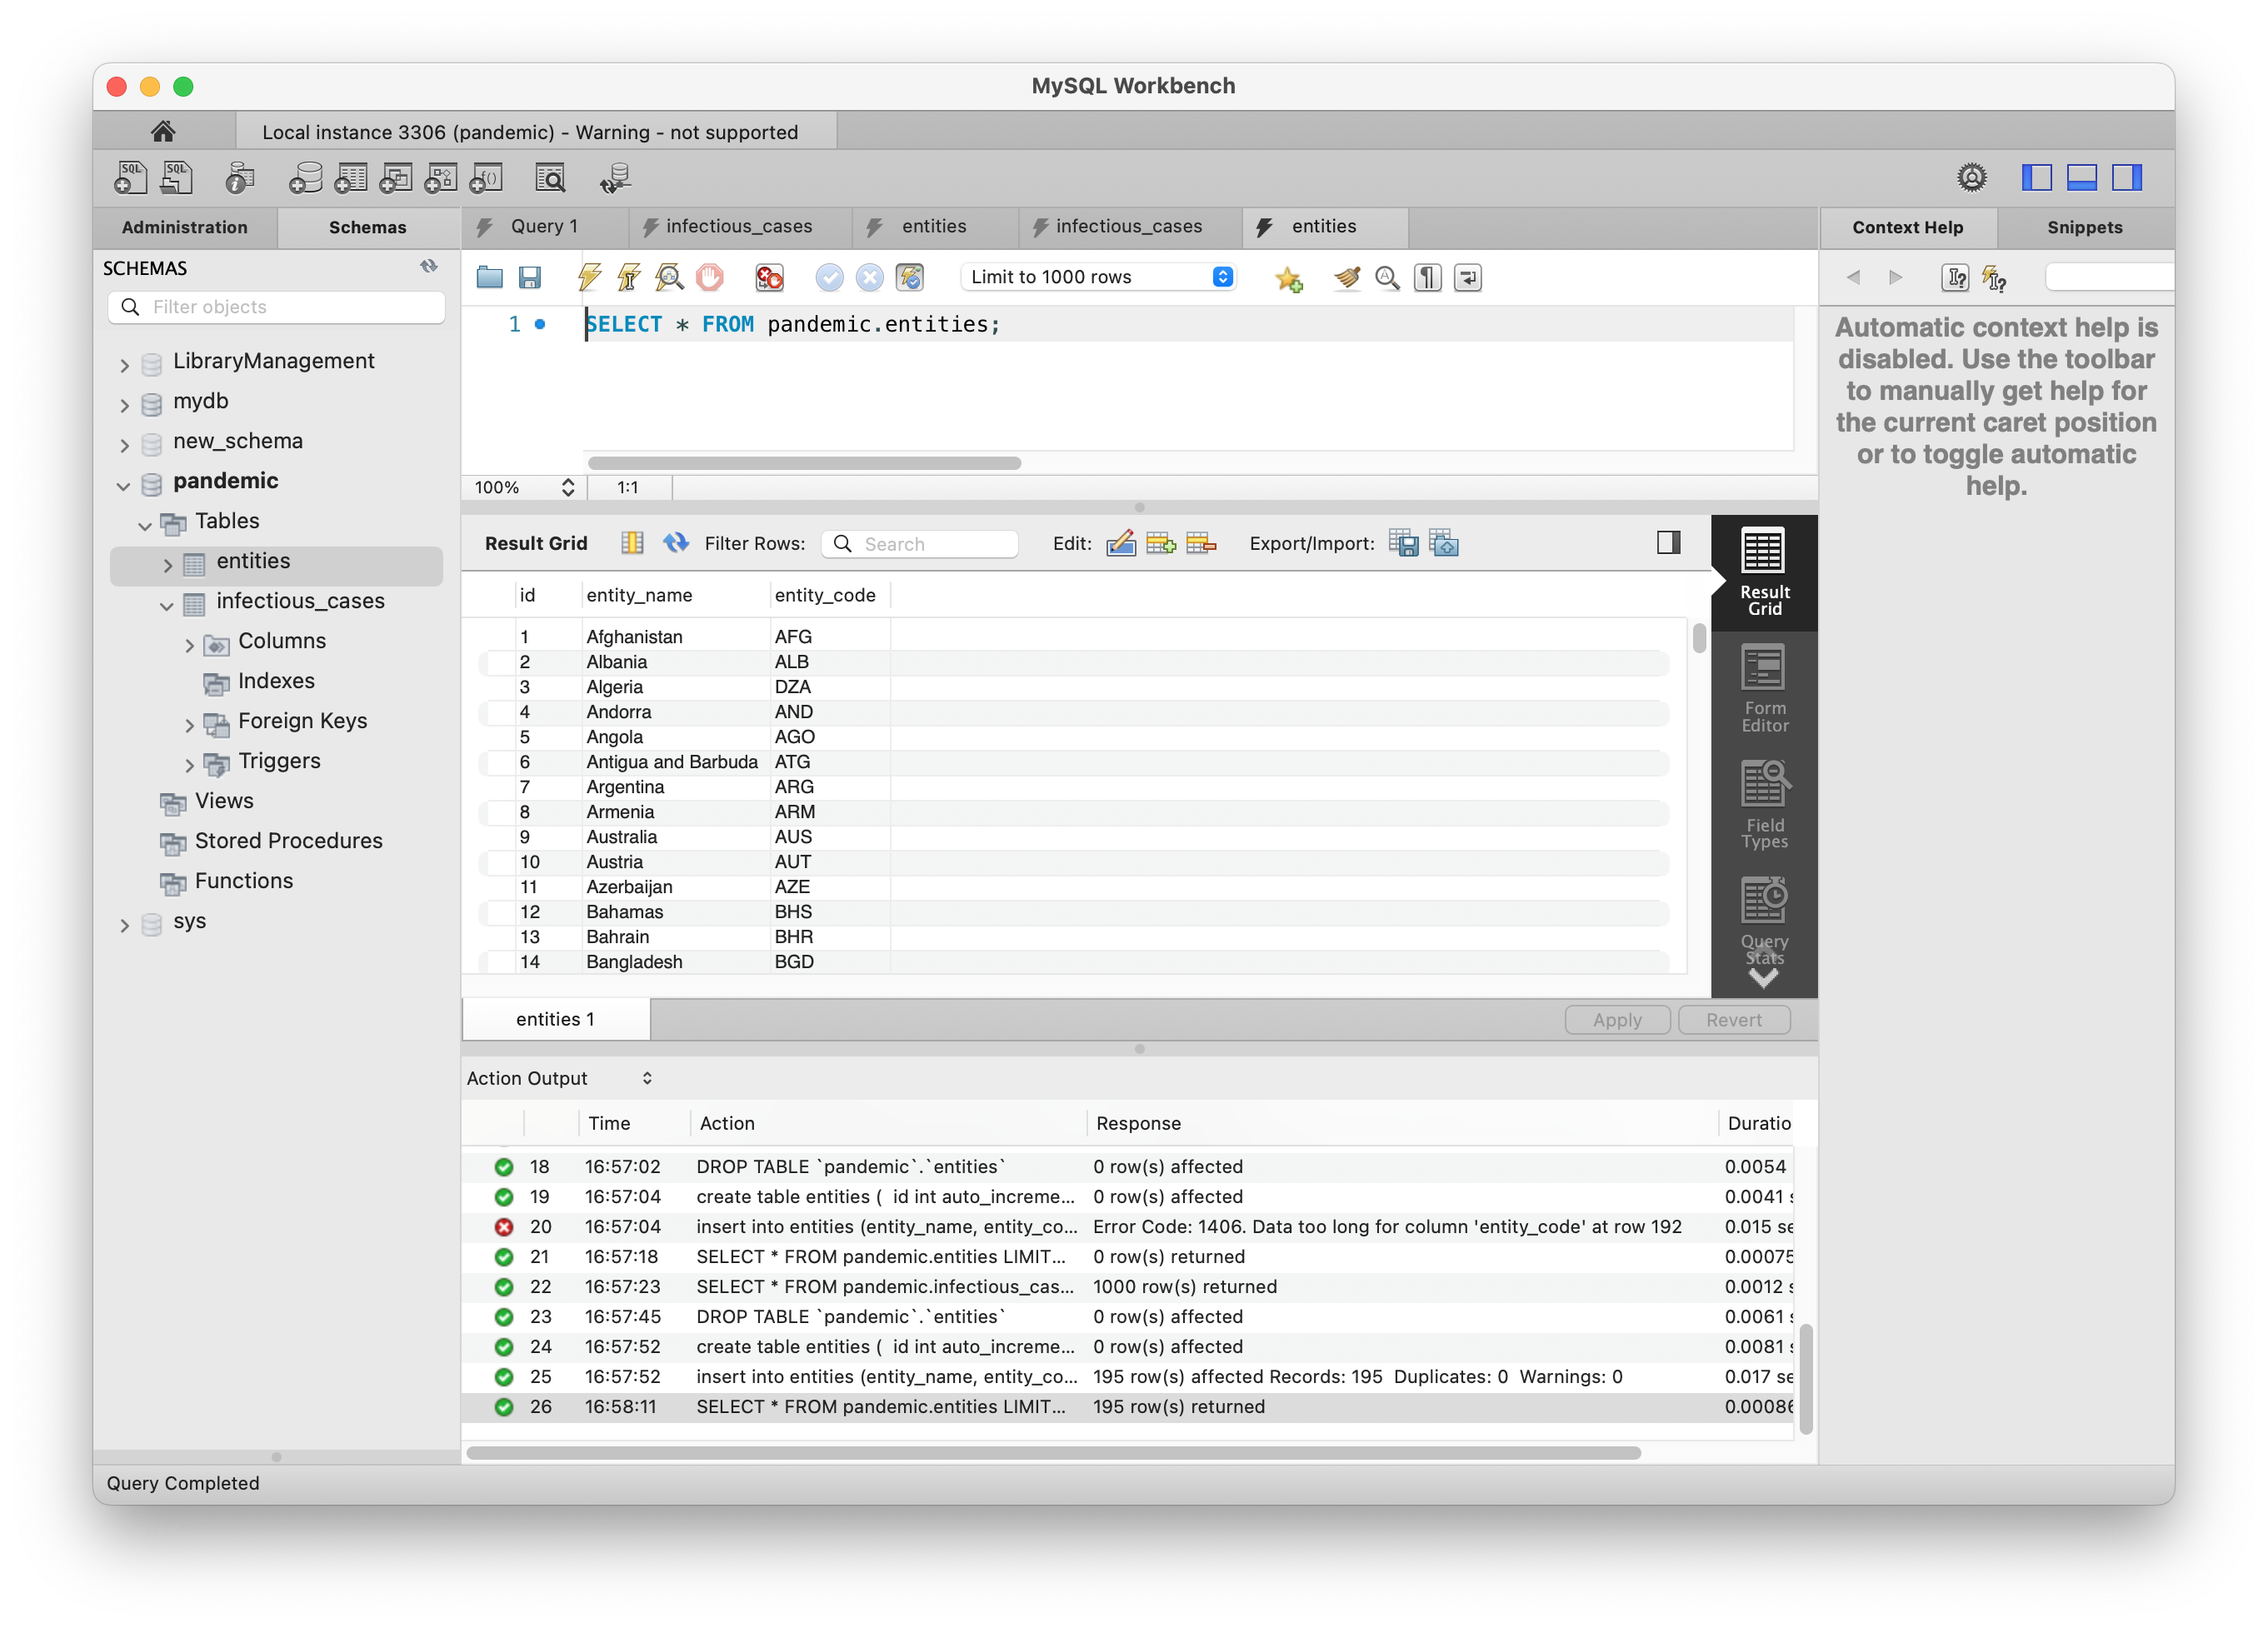 MySQL Workbench
Local instance 3306 (pandemic) - Warning - not supported
Administration
Schemas
SCHEMAS
Filter objects
LibraryManagement
mydb
new_schema
pandemic
Tables
entities
infectious_cases
Columns
Indexes
Foreign Keys
Triggers
Views
Stored Procedures
Functions
sys
Query 1
infectious_cases
entities
infectious_cases
entities
Limit to 1000 rows
1
SELECT * FROM pandemic.entities;
100%
1:1
Result Grid
Filter Rows:
Search
Edit:
Export/Import:
id entity_name entity_code
1 Afghanistan AFG
2 Albania ALB
3 Algeria DZA
4 Andorra AND
5 Angola AGO
6 Antigua and Barbuda ATG
7 Argentina ARG
8 Armenia ARM
9 Australia AUS
10 Austria AUT
11 Azerbaijan AZE
12 Bahamas BHS
13 Bahrain BHR
14 Bangladesh BGD
Result
Grid
Form
Editor
Field
Types
Query
Stats
entities 1
Apply
Revert
Action Output
Time Action Response Duratio
18 16:57:02 DROP TABLE `pandemic`.`entities` 0 row(s) affected 0.0054
19 16:57:04 create table entities ( id int auto_increme... 0 row(s) affected 0.0041 s
20 16:57:04 insert into entities (entity_name, entity_co... Error Code: 1406. Data too long for column 'entity_code' at row 192 0.015 se
21 16:57:18 SELECT * FROM pandemic.entities LIMIT... 0 row(s) returned 0.00075
22 16:57:23 SELECT * FROM pandemic.infectious_cas... 1000 row(s) returned 0.0012 s
23 16:57:45 DROP TABLE `pandemic`.`entities` 0 row(s) affected 0.0061 s
24 16:57:52 create table entities ( id int auto_increme... 0 row(s) affected 0.0081 s
25 16:57:52 insert into entities (entity_name, entity_co... 195 row(s) affected Records: 195 Duplicates: 0 Warnings: 0 0.017 se
26 16:58:11 SELECT * FROM pandemic.entities LIMIT... 195 row(s) returned 0.00086
Query Completed
Context Help
Snippets
Automatic context help is
disabled. Use the toolbar
to manually get help for
the current caret position
or to toggle automatic
help.